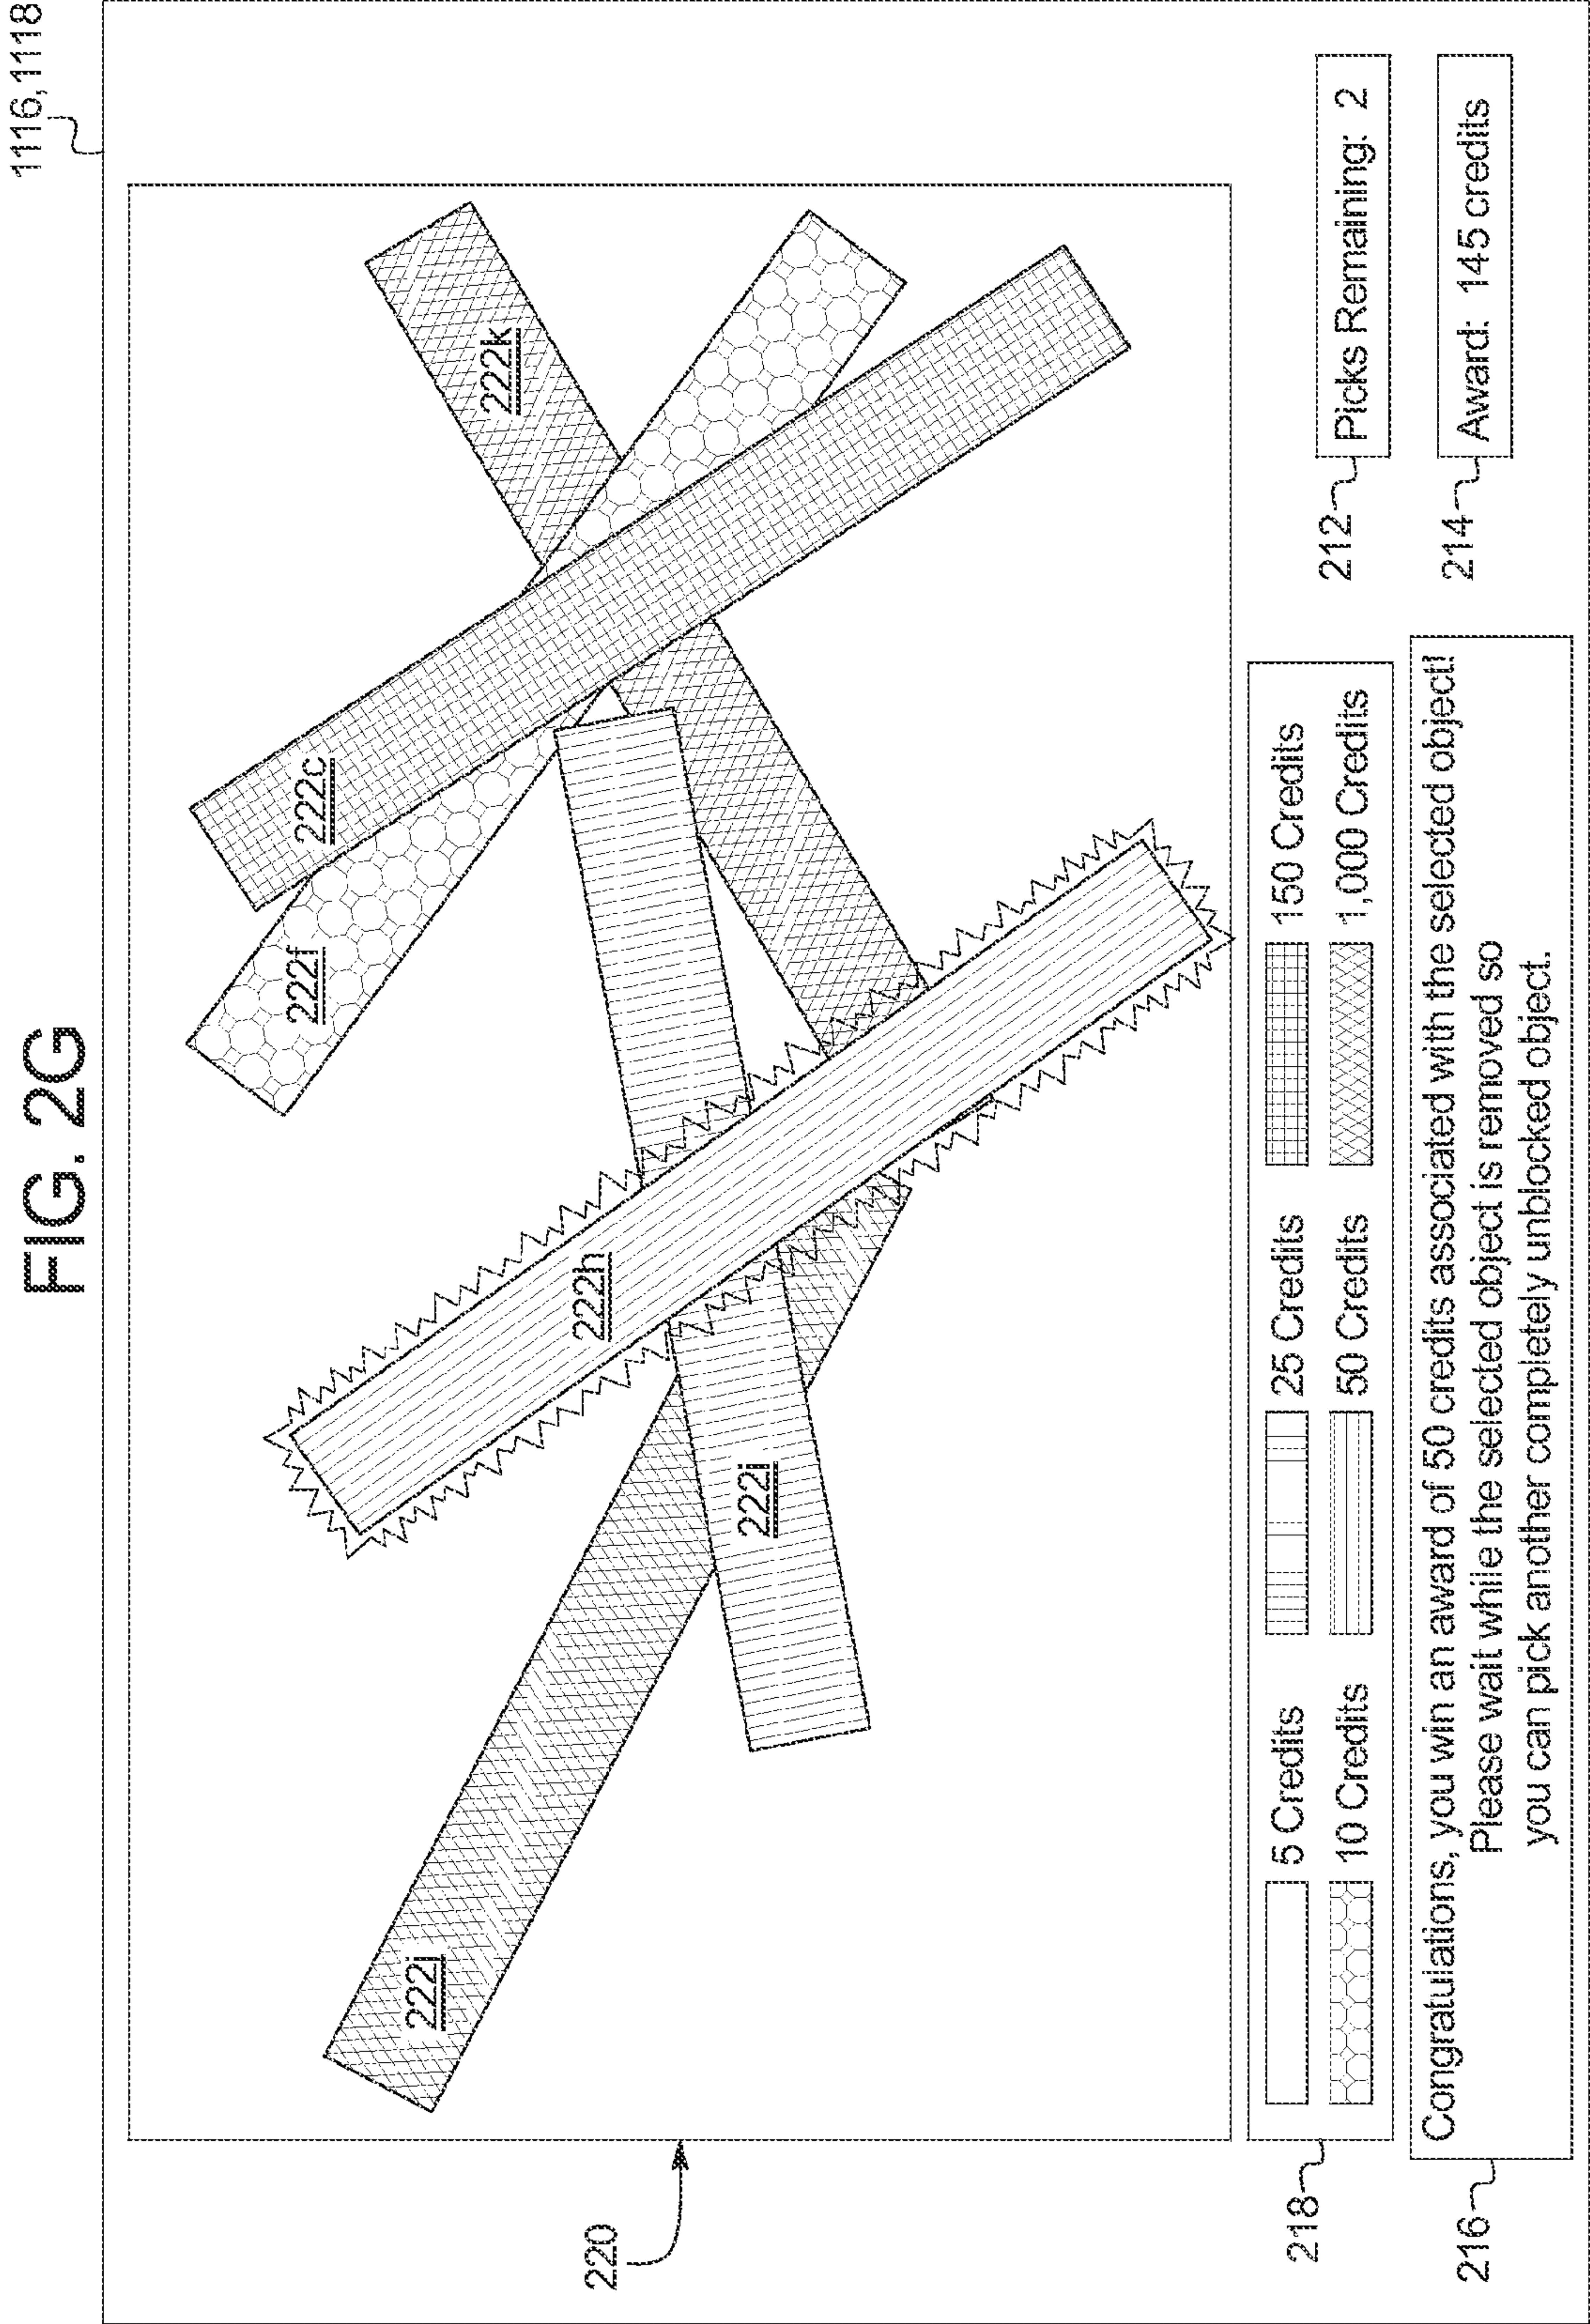 FIG. 2G
1116,1118
220
222j
222i
222h
222f
222c
222k
218
5 Credits
25 Credits
150 Credits
10 Credits
50 Credits
1,000 Credits
212
Picks Remaining: 2
214
Award: 145 credits
216
Congratulations, you win an award of 50 credits associated with the selected object!
Please wait while the selected object is removed so
you can pick another completely unblocked object.